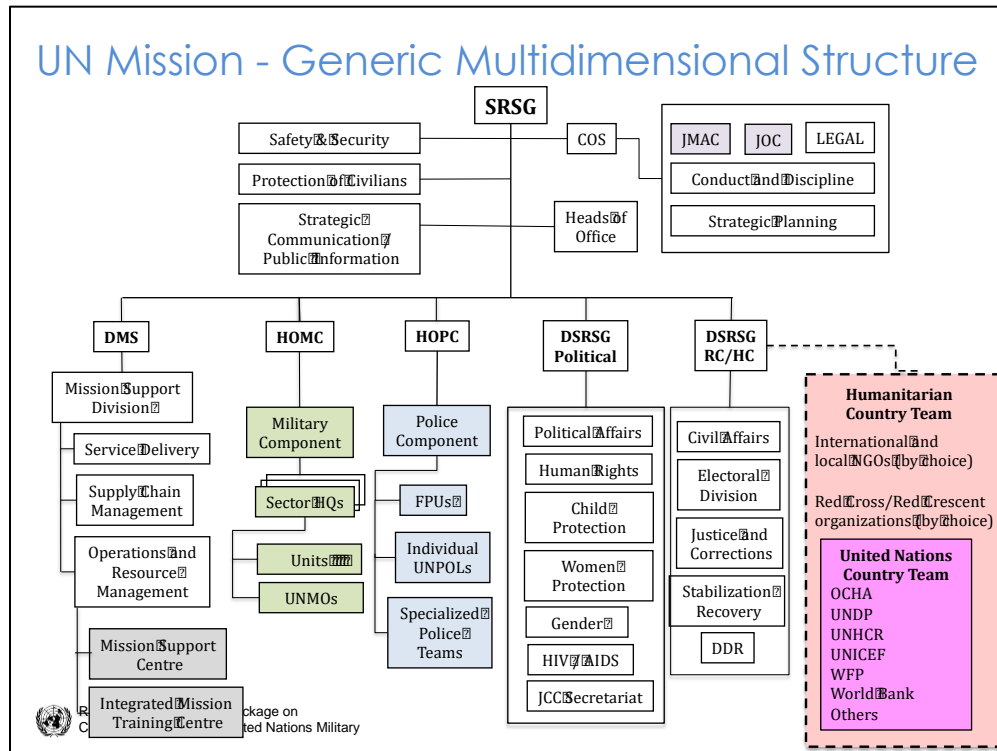 UN Mission - Generic Multidimensional Structure
SRSG
Safety & Security
COS
JMAC
JOC
LEGAL
Protection of Civilians
Conduct and Discipline
Strategic
Communication /
Public Information
Heads of
Office
Strategic Planning
DMS
HOMC
HOPC
DSRSG
Political
DSRSG
RC/HC
Mission Support
Division
Service Delivery
Supply Chain
Management
Operations and
Resource
Management
Mission Support
Centre
Integrated Mission
Training Centre
Military
Component
Sector HQs
Units
UNMOs
Police
Component
FPUs
Individual
UNPOLs
Specialized
Police
Teams
Political Affairs
Human Rights
Child
Protection
Women
Protection
Gender
HIV / AIDS
JCC Secretariat
Civil Affairs
Electoral
Division
Justice and
Corrections
Stabilization
Recovery
DDR
Humanitarian
Country Team
International and
local NGOs (by choice)
Red Cross/Red Crescent
organizations (by choice)
United Nations
Country Team
OCHA
UNDP
UNHCR
UNICEF
WFP
World Bank
Others
on
Nations Military